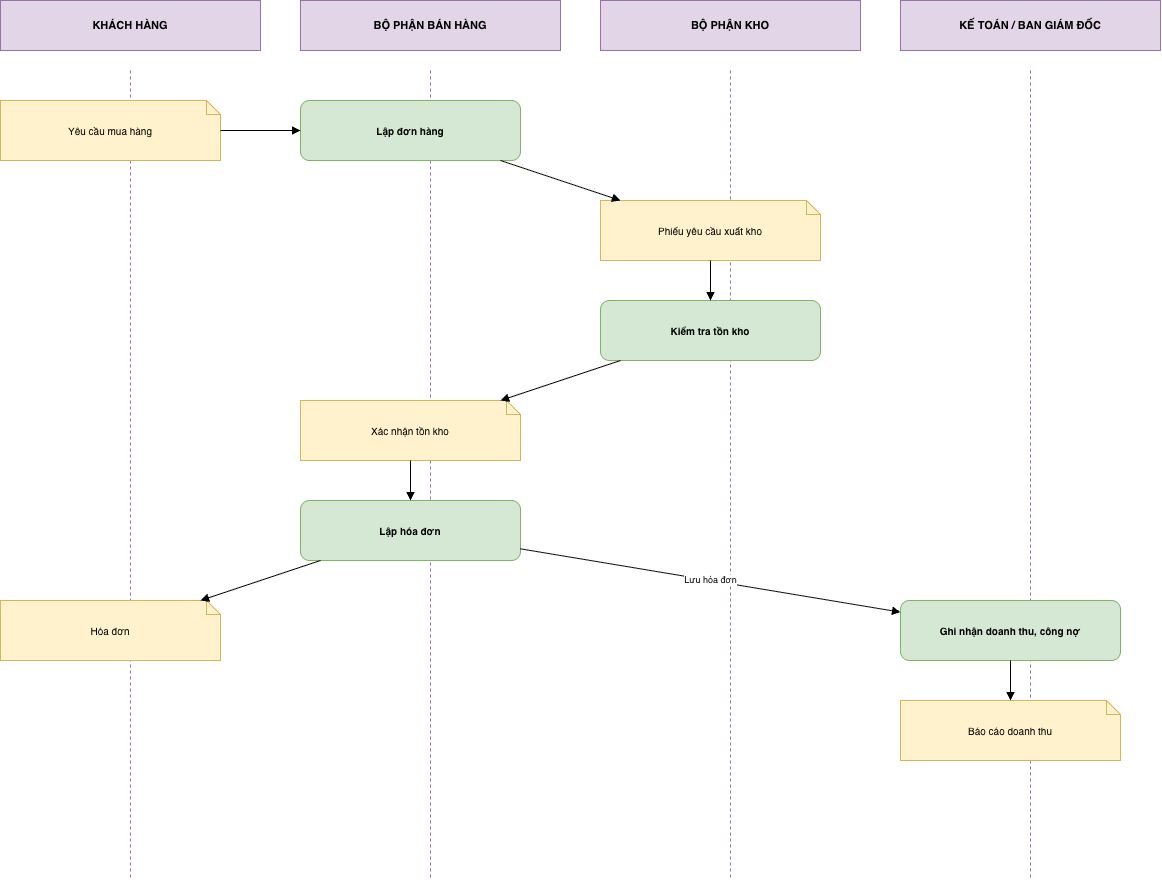 KHÁCH HÀNG
BỘ PHẬN BÁN HÀNG
BỘ PHẬN KHO
KẾ TOÁN / BAN GIÁM ĐỐC
Yêu cầu mua hàng
Lập đơn hàng
Phiếu yêu cầu xuất kho
Kiểm tra tồn kho
Xác nhận tồn kho
Lập hóa đơn
Lưu hóa đơn
Hóa đơn
Ghi nhận doanh thu, công nợ
Báo cáo doanh thu